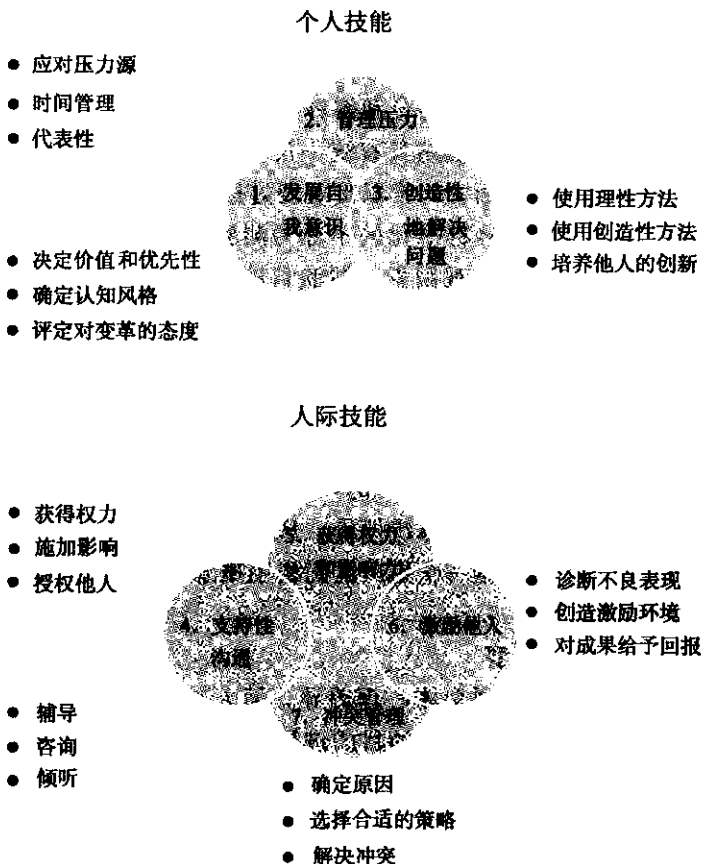 个人技能
● 应对压力源
● 时间管理
● 代表性
2. 管理压力
1. 发展自
我意识
3. 创造性
地解决
问题
● 使用理性方法
● 使用创造性方法
● 培养他人的创新
● 决定价值和优先性
● 确定认知风格
● 评定对变革的态度
人际技能
● 获得权力
● 施加影响
● 授权他人
5. 获得权力
和影响力
4. 支持性
沟通
6. 激励他人
● 诊断不良表现
● 创造激励环境
● 对成果给予回报
7. 冲突管理
● 辅导
● 咨询
● 倾听
● 确定原因
● 选择合适的策略
● 解决冲突